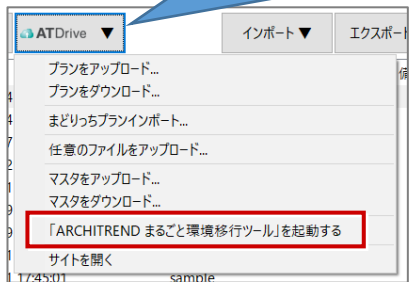 ATDrive ▼ インポート▼ エクスポート
プランをアップロード...
プランをダウンロード...
まどりっちプランインポート...
任意のファイルをアップロード...
マスタをアップロード...
マスタをダウンロード...
「ARCHITREND まるごと環境移行ツール」を起動する
サイトを開く
17:45:01 sample